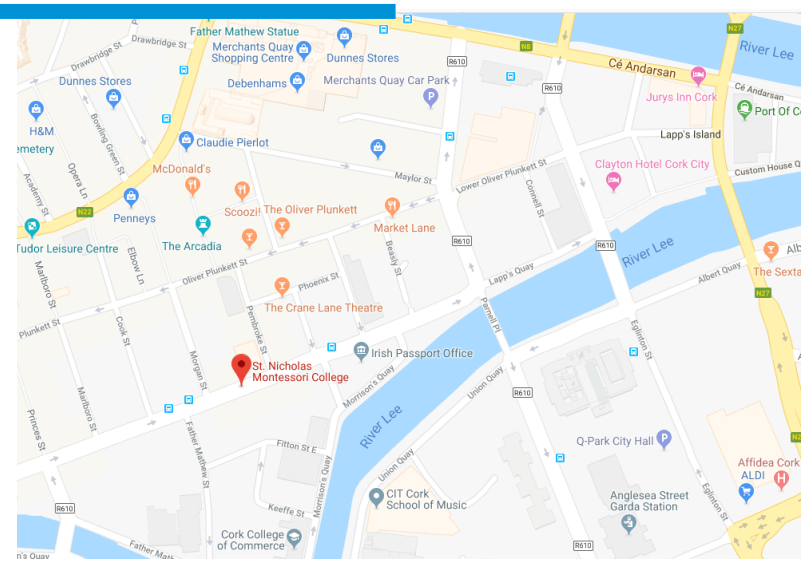 Father Mathew Statue
Drawbridge St
Drawbridge St
Merchants Quay
Shopping Centre
Dunnes Stores
R610
N8
N27
River Lee
Cé Andarsan
Cé Andarsan
Dunnes Stores
Debenhams
Merchants Quay Car Park
R610
Jurys Inn Cork
Port Of
H&M
Bowling Green St
Claudie Pierlot
Lapp's Island
emetery
Academy St
Opera Ln
McDonald's
Maylor St
Lower Oliver Plunkett St
Connell St
Clayton Hotel Cork City
Custom House Q
N22
Penneys
Scoozi!
The Oliver Plunkett
Market Lane
Tudor Leisure Centre
The Arcadia
R610
R610
River Lee
Alb
Marlboro St
Elbow Ln
Oliver Plunkett St
Phoenix St
Beasly St
Lapp's Quay
Albert Quay
The Sexta
N27
Plunkett St
Cook St
Pembroke St
The Crane Lane Theatre
Parnell Pl
Eglinton St
Morgan St
St. Nicholas
Montessori College
Irish Passport Office
Morrison's Quay
Union Quay
R610
Princes St
Marlboro St
Father Mathew St
River Lee
Fitton St E
Union Quay
Q-Park City Hall
N2
Affidea Cork
ALDI
Morrison's Quay
CIT Cork
School of Music
Anglesea Street
Garda Station
Eglinton St
R610
Keeffe St
Cork College
of Commerce
R610
n's Quay
Father Math